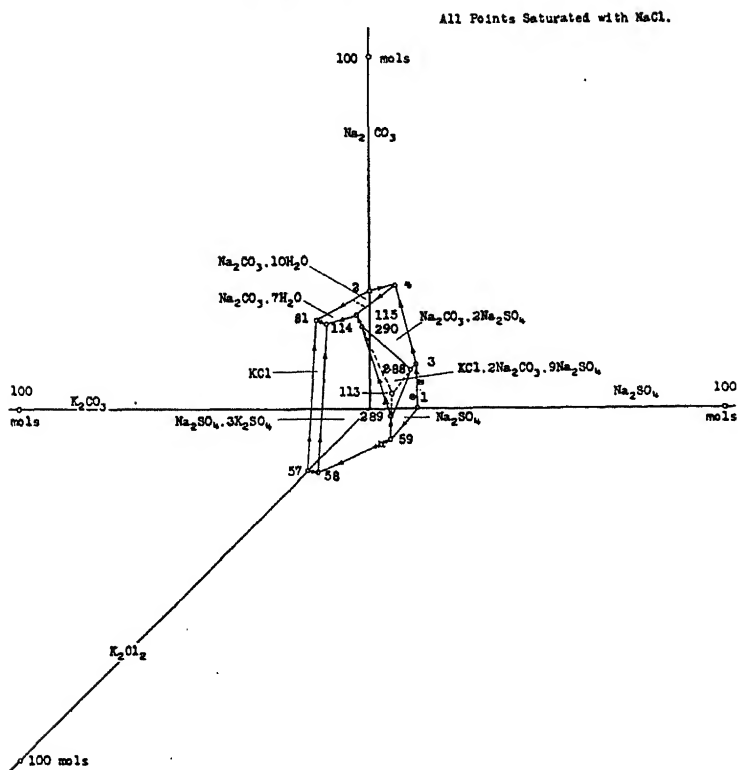 All Points Saturated with NaCl.
100 mols
Na₂ CO₃
Na₂CO₃.10H₂O
2 4
Na₂CO₃.7H₂O
81 114 115
290 Na₂CO₃.2Na₂SO₄
3
KCl 288 KCl.2Na₂CO₃.9Na₂SO₄
113
100 100
K₂CO₃ 1 Na₂SO₄
mols mols
Na₂SO₄.3K₂SO₄ 289 Na₂SO₄
59
57 58
K₂Cl₂
100 mols